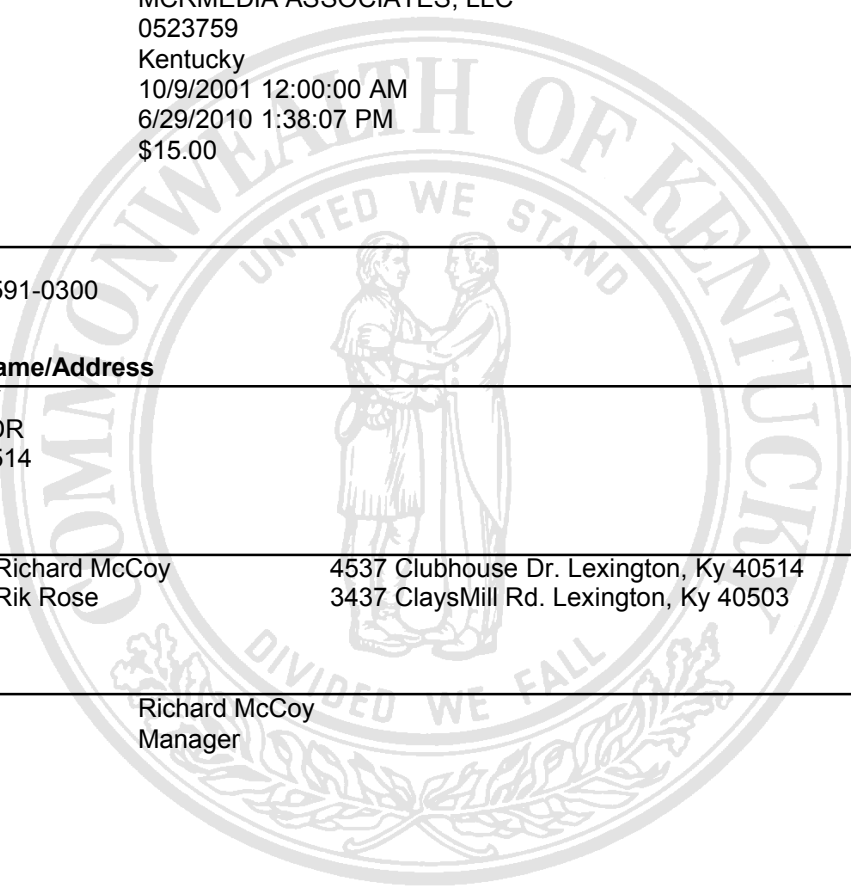 MCRMEDIA ASSOCIATES, LLC
0523759
Kentucky
10/9/2001 12:00:00 AM
6/29/2010 1:38:07 PM
$15.00
591-0300
ame/Address
DR
514
Richard McCoy 4537 Clubhouse Dr. Lexington, Ky 40514
Rik Rose 3437 ClaysMill Rd. Lexington, Ky 40503
Richard McCoy
Manager
COMMONWEALTH OF KENTUCKY
UNITED WE STAND
DIVIDED WE FALL